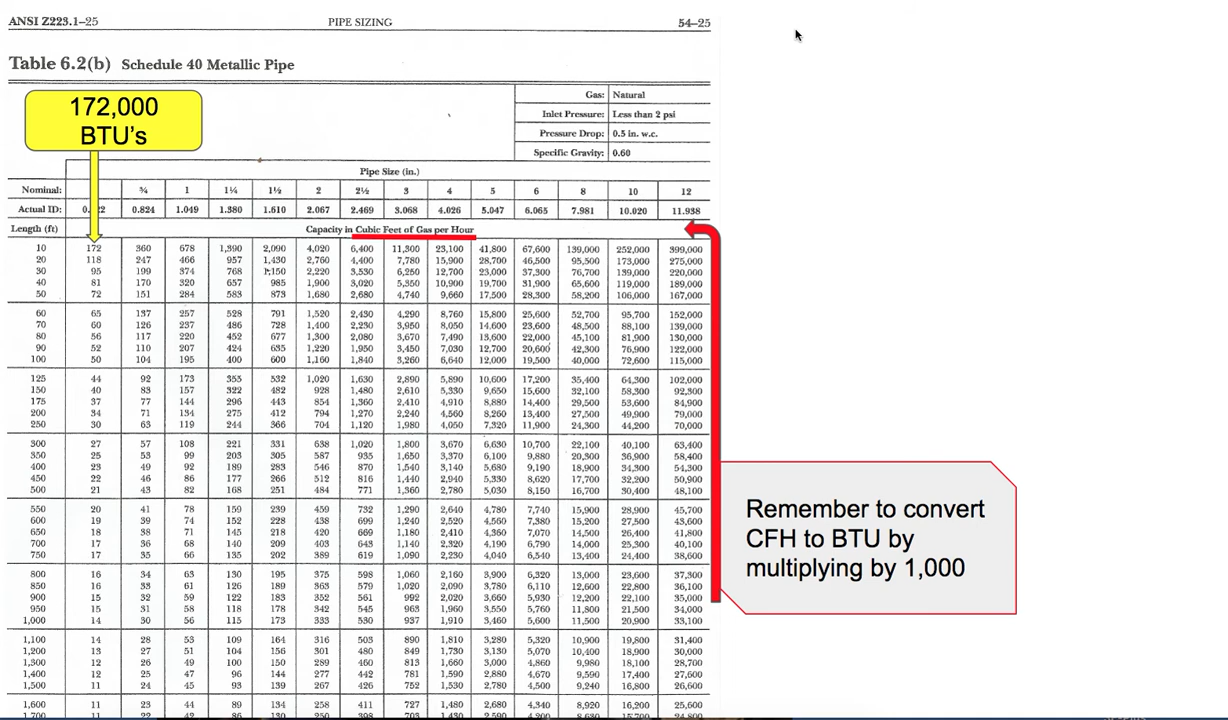 ANSI Z223.1–25 PIPE SIZING 54–25
Table 6.2(b) Schedule 40 Metallic Pipe
172,000
BTU's
Gas: Natural
Inlet Pressure: Less than 2 psi
Pressure Drop: 0.5 in. w.c.
Specific Gravity: 0.60
Pipe Size (in.)
Nominal: ¾ 1 1¼ 1½ 2 2½ 3 4 5 6 8 10 12
Actual ID: 0. 22 0.824 1.049 1.380 1.610 2.067 2.469 3.068 4.026 5.047 6.065 7.981 10.020 11.938
Length (ft) Capacity in Cubic Feet of Gas per Hour
10 172 360 678 1,390 2,090 4,020 6,400 11,300 23,100 41,800 67,600 139,000 252,000 399,000
20 118 247 466 957 1,430 2,760 4,400 7,780 15,900 28,700 46,500 95,500 173,000 275,000
30 95 199 374 768 1,150 2,220 3,530 6,250 12,700 23,000 37,300 76,700 139,000 220,000
40 81 170 320 657 985 1,900 3,020 5,350 10,900 19,700 31,900 65,600 119,000 189,000
50 72 151 284 583 873 1,680 2,680 4,740 9,660 17,500 28,300 58,200 106,000 167,000
60 65 137 257 528 791 1,520 2,430 4,290 8,760 15,800 25,600 52,700 95,700 152,000
70 60 126 237 486 728 1,400 2,230 3,950 8,050 14,600 23,600 48,500 88,100 139,000
80 56 117 220 452 677 1,300 2,080 3,670 7,490 13,600 22,000 45,100 81,900 130,000
90 52 110 207 424 635 1,220 1,950 3,450 7,030 12,700 20,600 42,300 76,900 122,000
100 50 104 195 400 600 1,160 1,840 3,260 6,640 12,000 19,500 40,000 72,600 115,000
125 44 92 173 355 532 1,020 1,630 2,890 5,890 10,600 17,200 35,400 64,300 102,000
150 40 83 157 322 482 928 1,480 2,610 5,330 9,650 15,600 32,100 58,300 92,300
175 37 77 144 296 443 854 1,360 2,410 4,910 8,880 14,400 29,500 53,600 84,900
200 34 71 134 275 412 794 1,270 2,240 4,560 8,260 13,400 27,500 49,900 79,000
250 30 63 119 244 366 704 1,120 1,980 4,050 7,320 11,900 24,300 44,200 70,000
300 27 57 108 221 331 638 1,020 1,800 3,670 6,630 10,700 22,100 40,100 63,400
350 25 53 99 203 305 587 935 1,650 3,370 6,100 9,880 20,300 36,900 58,400
400 23 49 92 189 283 546 870 1,540 3,140 5,680 9,190 18,900 34,300 54,300
450 22 46 86 177 266 512 816 1,440 2,940 5,330 8,620 17,700 32,200 50,900
500 21 43 82 168 251 484 771 1,360 2,780 5,030 8,150 16,700 30,400 48,100
550 20 41 78 159 239 459 732 1,290 2,640 4,780 7,740 15,900 28,900 45,700
600 19 39 74 152 228 438 699 1,240 2,520 4,560 7,380 15,200 27,500 43,600
650 18 38 71 145 218 420 669 1,180 2,410 4,360 7,070 14,500 26,400 41,800
700 17 36 68 140 209 403 643 1,140 2,320 4,190 6,790 14,000 25,300 40,100
750 17 35 66 135 202 389 619 1,090 2,230 4,040 6,540 13,400 24,400 38,600
800 16 34 63 130 195 375 598 1,060 2,160 3,900 6,320 13,000 23,600 37,300
850 16 33 61 126 189 363 579 1,020 2,090 3,780 6,110 12,600 22,800 36,100
900 15 32 59 122 183 352 561 992 2,020 3,660 5,930 12,200 22,100 35,000
950 15 31 58 118 178 342 545 963 1,960 3,550 5,760 11,800 21,500 34,000
1,000 14 30 56 115 173 333 530 937 1,910 3,460 5,600 11,500 20,900 33,100
1,100 14 28 53 109 164 316 503 890 1,810 3,280 5,320 10,900 19,800 31,400
1,200 13 27 51 104 156 301 480 849 1,730 3,130 5,070 10,400 18,900 30,000
1,300 12 26 49 100 150 289 460 813 1,660 3,000 4,860 9,980 18,100 28,700
1,400 12 25 47 96 144 277 442 781 1,590 2,880 4,670 9,590 17,400 27,600
1,500 11 24 45 93 139 267 426 752 1,530 2,780 4,500 9,240 16,800 26,600
1,600 11 23 44 89 134 258 411 727 1,480 2,680 4,340 8,920 16,200 25,600
1,700 11 22 42 86 130 250 398 703 1,430 2,590
Remember to convert
CFH to BTU by
multiplying by 1,000